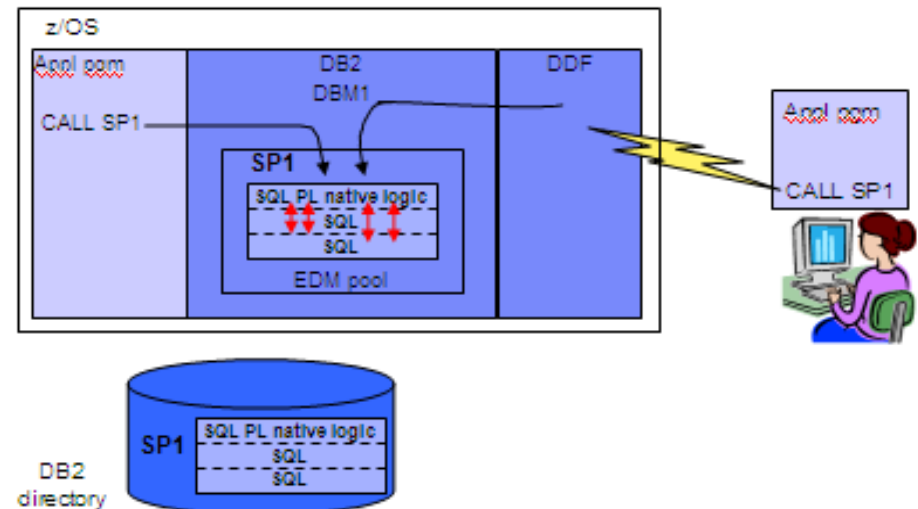 z/OS
Appl pgm
DB2
DDF
DBM1
CALL SP1
SP1
SQL PL native logic
SQL
SQL
EDM pool
Appl pgm
CALL SP1
SP1
SQL PL native logic
SQL
SQL
DB2
directory